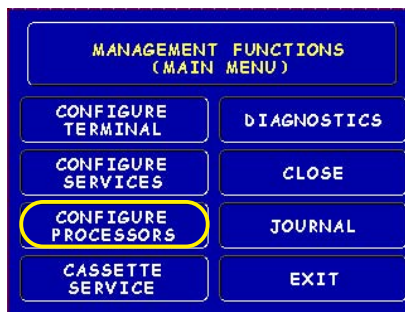 MANAGEMENT FUNCTIONS
(MAIN MENU)
CONFIGURE
TERMINAL
DIAGNOSTICS
CONFIGURE
SERVICES
CLOSE
CONFIGURE
PROCESSORS
JOURNAL
CASSETTE
SERVICE
EXIT